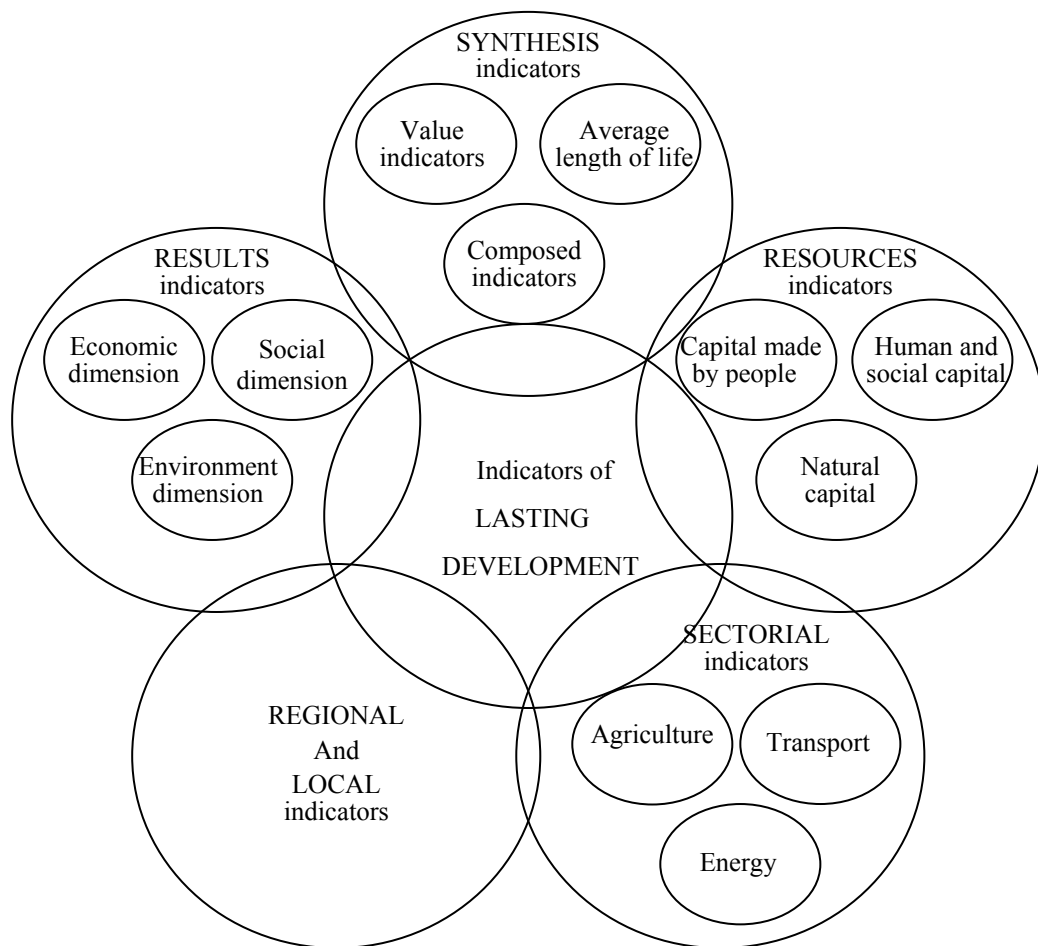 SYNTHESIS
indicators
Value
indicators
Average
length of life
Composed
indicators
RESULTS
indicators
Economic
dimension
Social
dimension
Environment
dimension
RESOURCES
indicators
Capital made
by people
Human and
social capital
Natural
capital
Indicators of
LASTING
DEVELOPMENT
REGIONAL
And
LOCAL
indicators
SECTORIAL
indicators
Agriculture
Transport
Energy